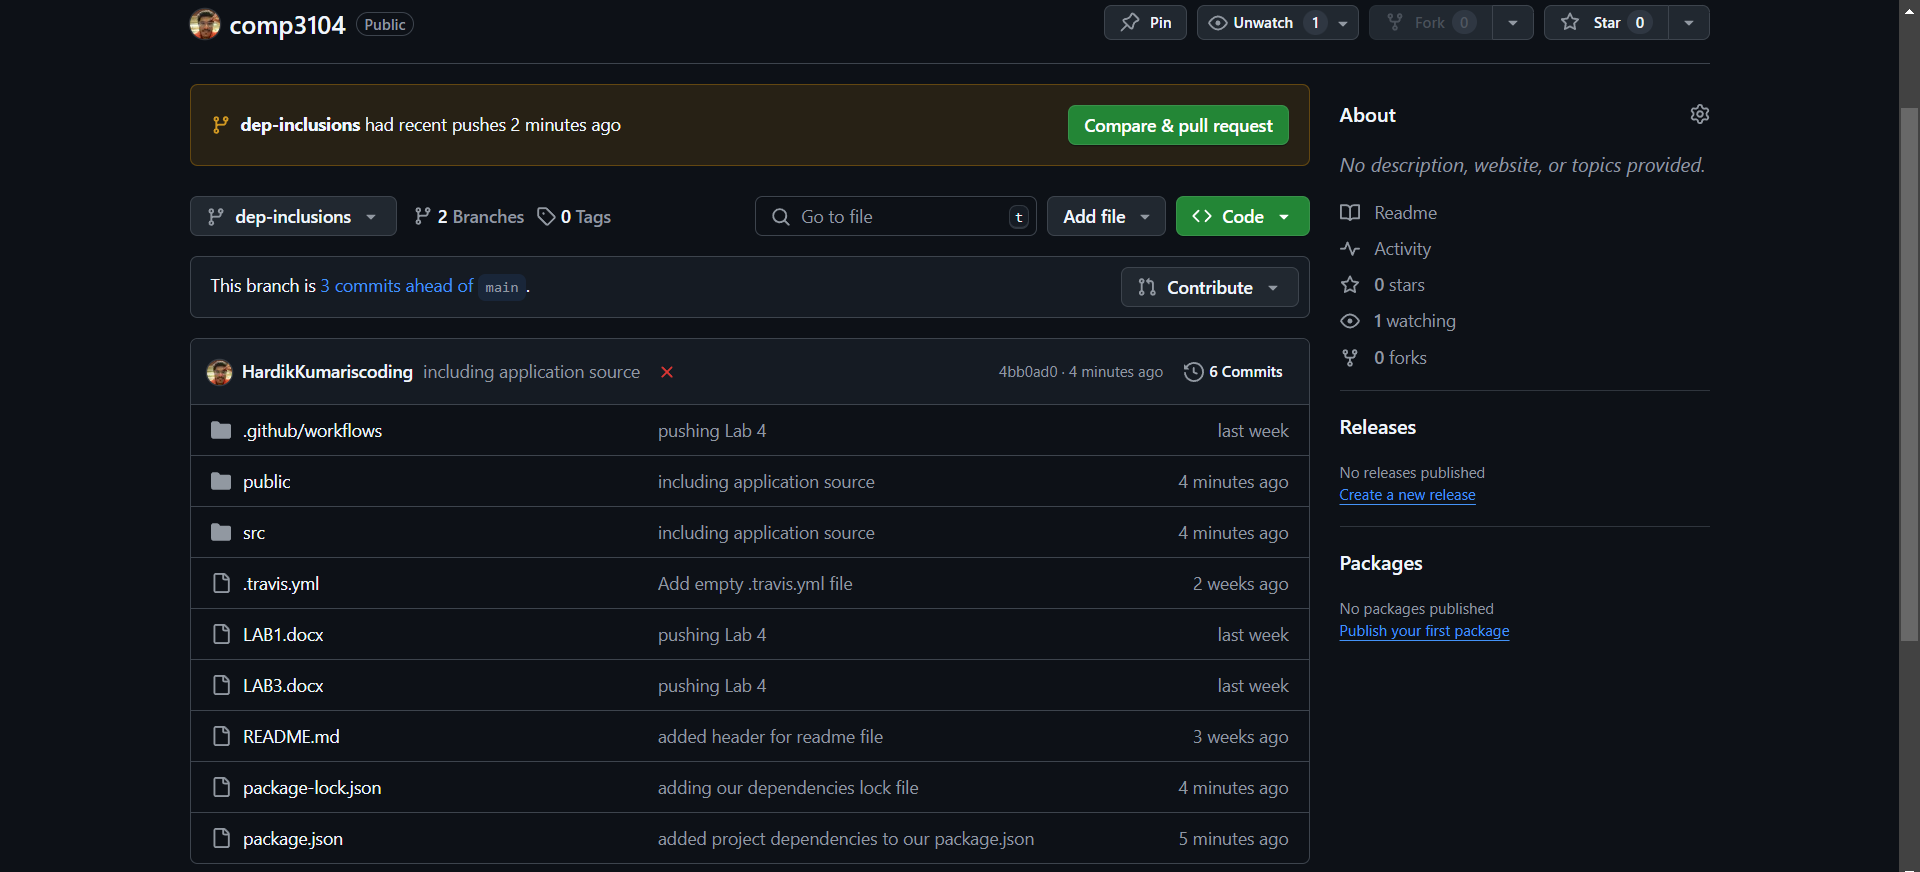 comp3104 Public
Pin
Unwatch 1
Fork 0
Star 0
dep-inclusions had recent pushes 2 minutes ago
Compare & pull request
dep-inclusions
2 Branches
0 Tags
Go to file t
Add file
Code
This branch is 3 commits ahead of main .
Contribute
HardikKumariscoding including application source 4bb0ad0 · 4 minutes ago 6 Commits
.github/workflows pushing Lab 4 last week
public including application source 4 minutes ago
src including application source 4 minutes ago
.travis.yml Add empty .travis.yml file 2 weeks ago
LAB1.docx pushing Lab 4 last week
LAB3.docx pushing Lab 4 last week
README.md added header for readme file 3 weeks ago
package-lock.json adding our dependencies lock file 4 minutes ago
package.json added project dependencies to our package.json 5 minutes ago
About
No description, website, or topics provided.
Readme
Activity
0 stars
1 watching
0 forks
Releases
No releases published
Create a new release
Packages
No packages published
Publish your first package